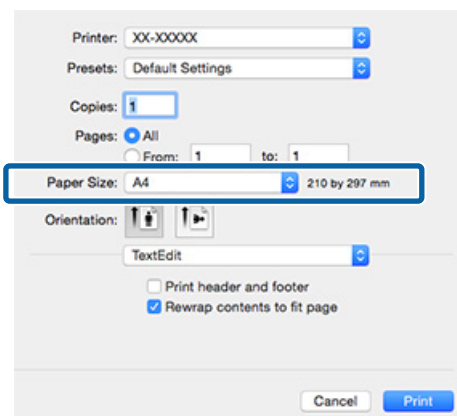 Printer: XX-XXXXX
Presets: Default Settings
Copies: 1
Pages: All
From: 1 to: 1
Paper Size: A4 210 by 297 mm
Orientation:
TextEdit
Print header and footer
Rewrap contents to fit page
Cancel Print